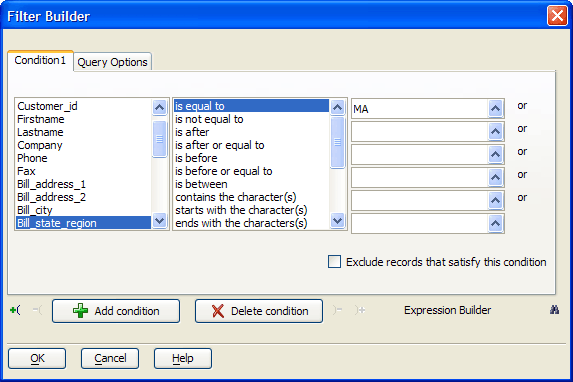 Filter Builder
Condition1 Query Options
Customer_id
Firstname
Lastname
Company
Phone
Fax
Bill_address_1
Bill_address_2
Bill_city
Bill_state_region
is equal to
is not equal to
is after
is after or equal to
is before
is before or equal to
is between
contains the character(s)
starts with the character(s)
ends with the characters(s)
MA or
or
or
or
or
Exclude records that satisfy this condition
+( -( Add condition Delete condition )- )+ Expression Builder
OK Cancel Help